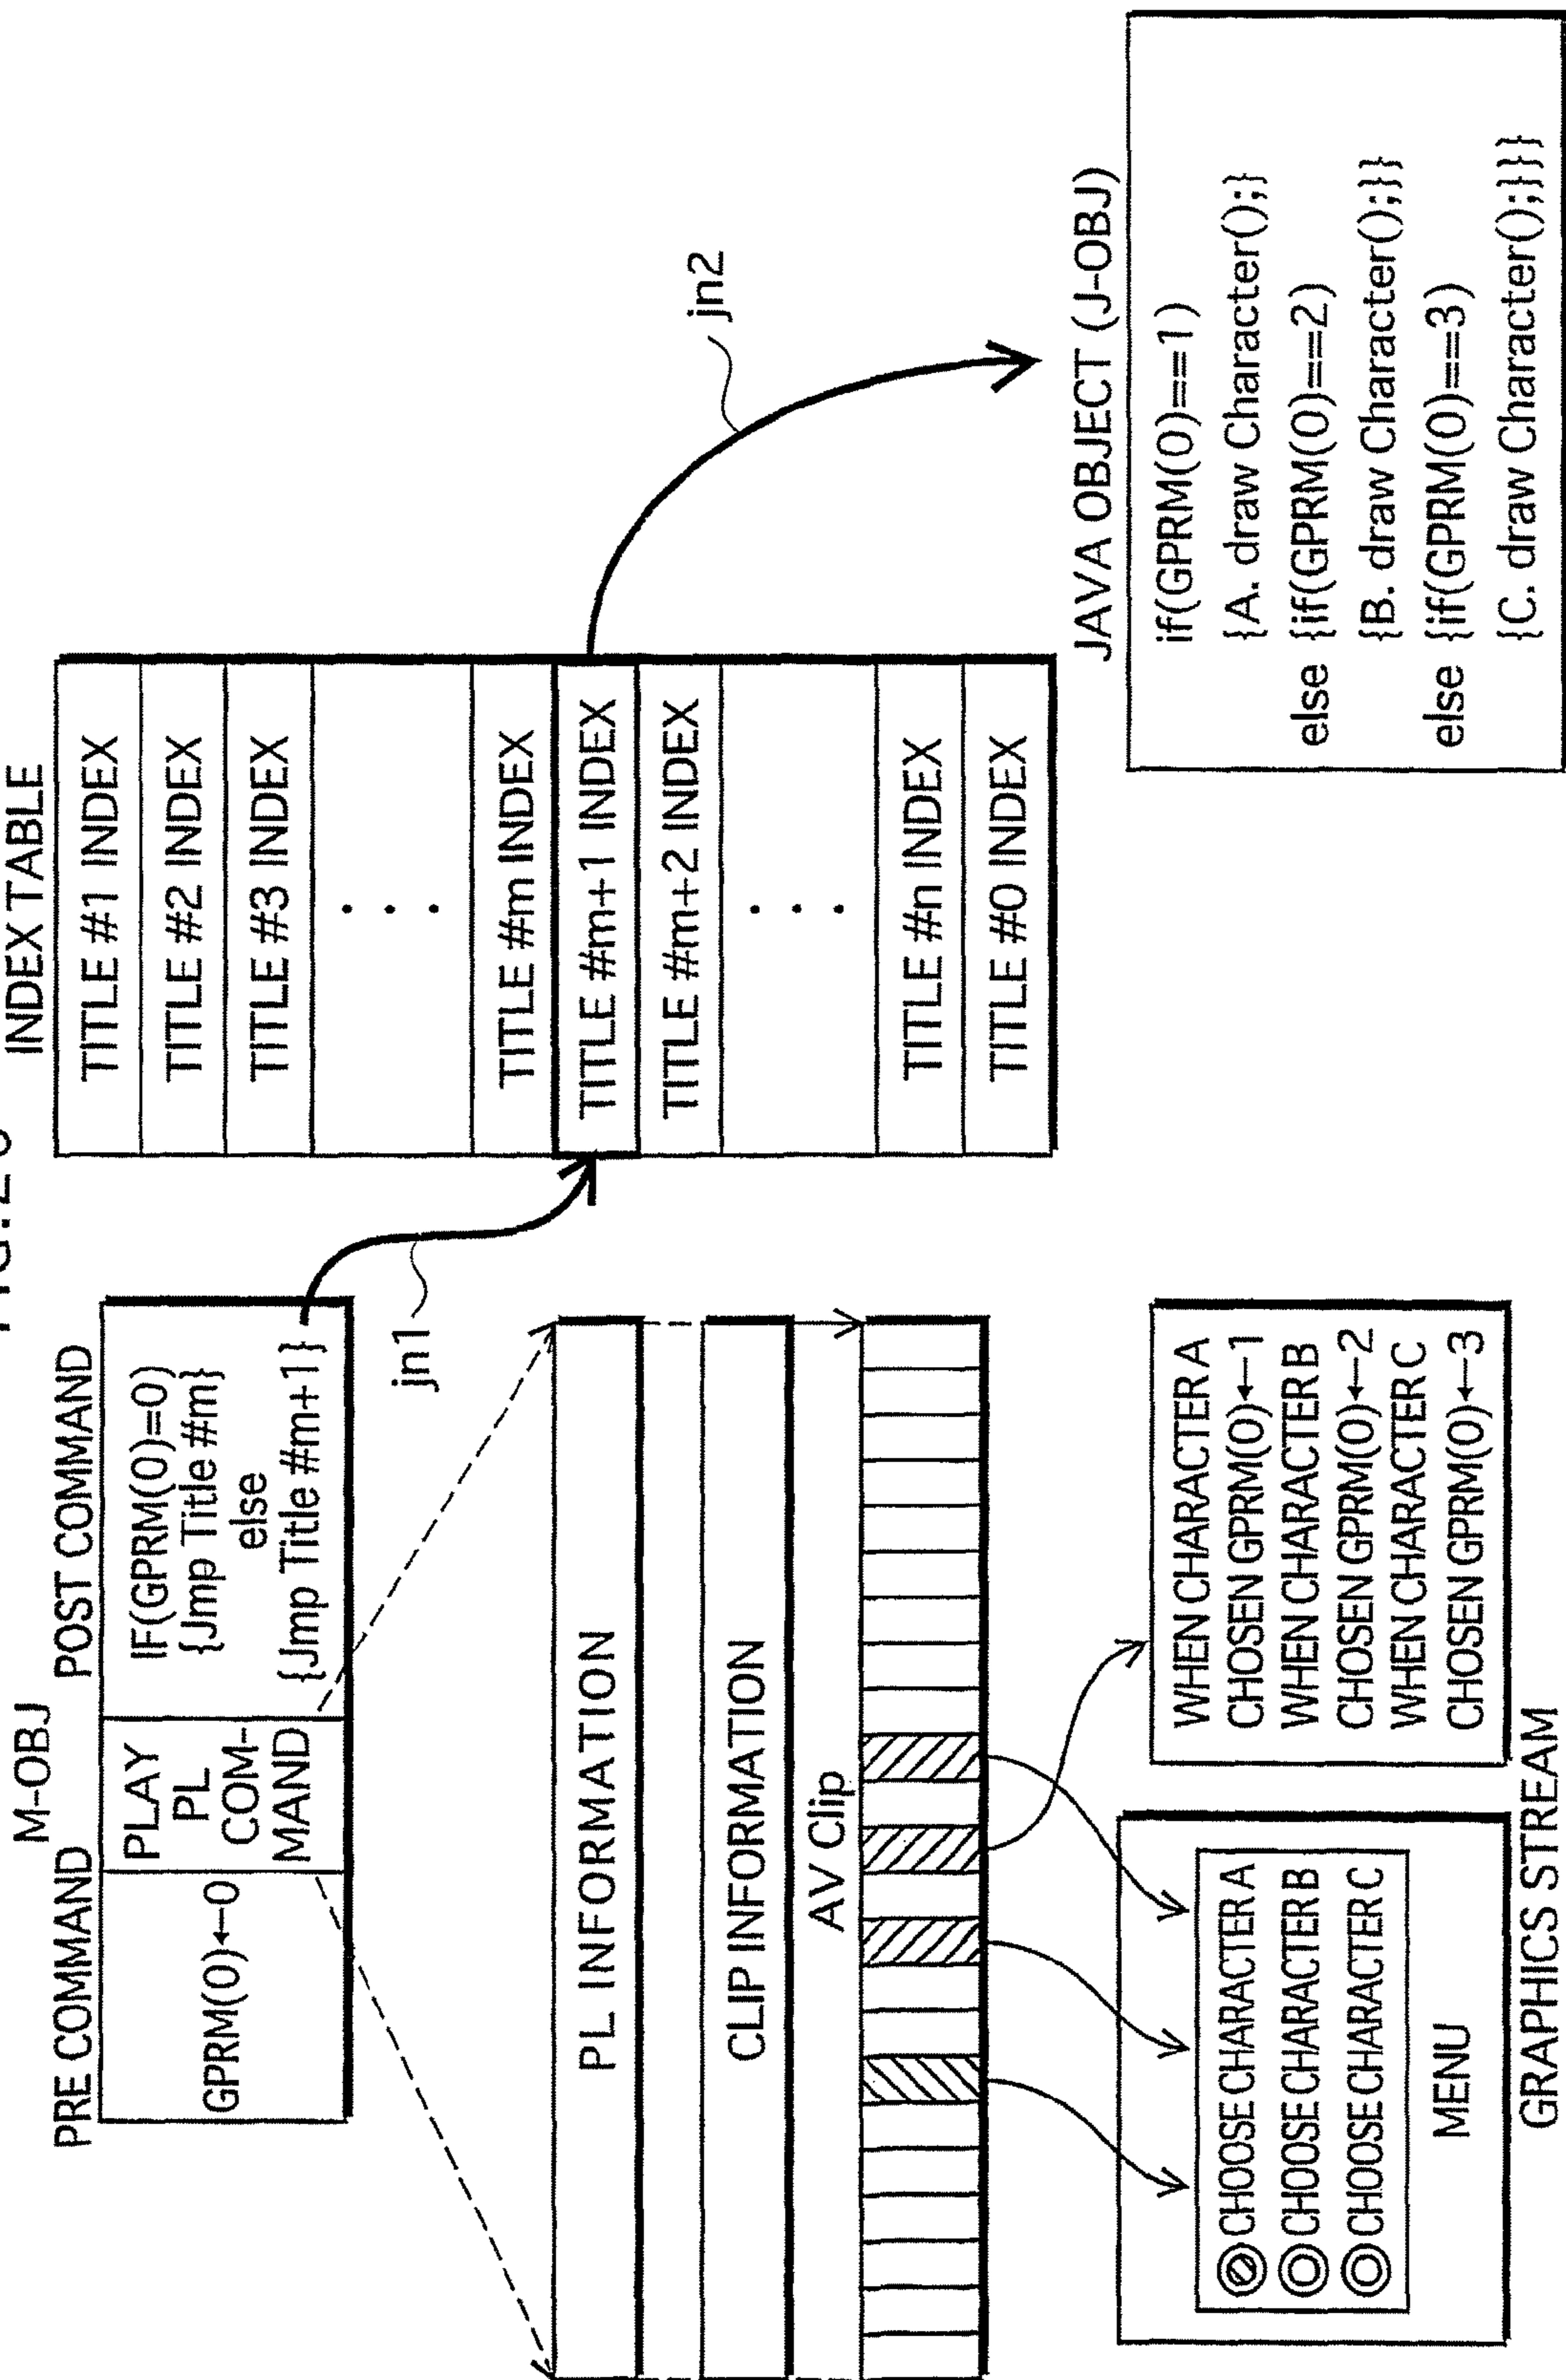 M-OBJ
PRE COMMAND
POST COMMAND
GPRM(0)←0
PLAY
PL
COM-
MAND
IF(GPRM(0)=0)
{Jmp Title #m}
else
{Jmp Title #m+1}
jn1
PL INFORMATION
CLIP INFORMATION
AV Clip
CHOOSE CHARACTER A
CHOOSE CHARACTER B
CHOOSE CHARACTER C
MENU
WHEN CHARACTER A
CHOSEN GPRM(0)←1
WHEN CHARACTER B
CHOSEN GPRM(0)←2
WHEN CHARACTER C
CHOSEN GPRM(0)←3
GRAPHICS STREAM
INDEX TABLE
TITLE #1 INDEX
TITLE #2 INDEX
TITLE #3 INDEX
TITLE #m INDEX
TITLE #m+1 INDEX
TITLE #m+2 INDEX
TITLE #n INDEX
TITLE #0 INDEX
jn2
JAVA OBJECT (J-OBJ)
if(GPRM(0)==1)
{A. draw Character();}
else {if(GPRM(0)==2)
{B. draw Character();}}
else {if(GPRM(0)==3)
{C. draw Character();}}}